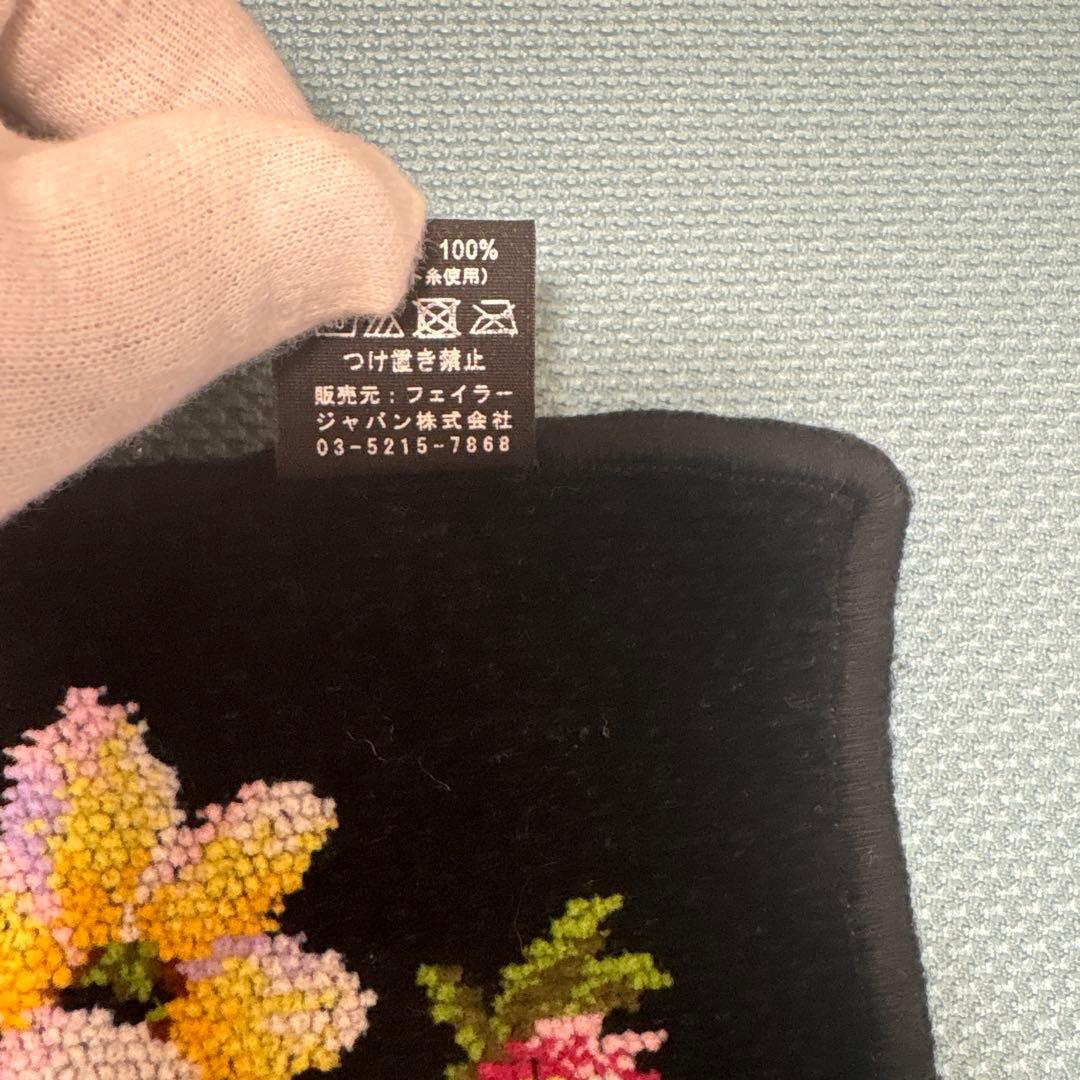 100%
糸使用)
つけ置き禁止
販売元:フェイラー
ジャパン株式会社
03-5215-7868